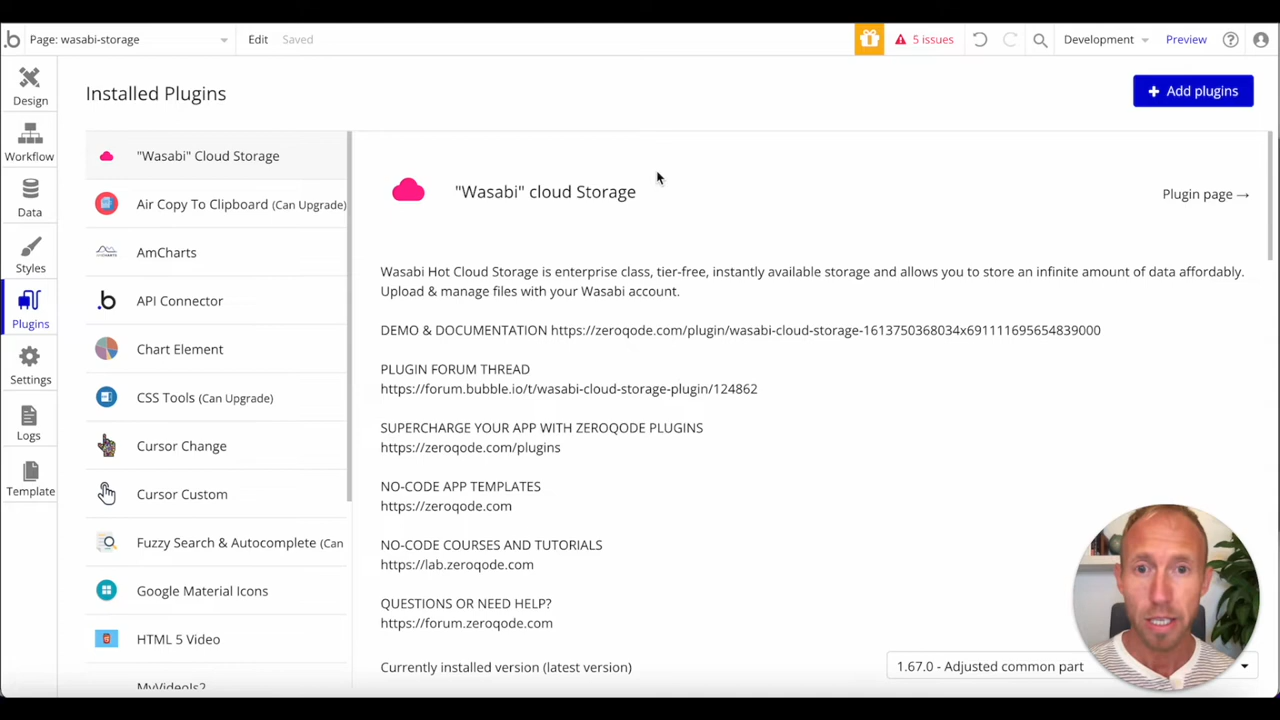 Page: wasabi-storage
Edit
Saved
5 issues
Development
Preview
Design
Workflow
Data
Styles
Plugins
Settings
Logs
Template
Installed Plugins
+ Add plugins
"Wasabi" Cloud Storage
Air Copy To Clipboard (Can Upgrade)
AmCharts
API Connector
Chart Element
CSS Tools (Can Upgrade)
Cursor Change
Cursor Custom
Fuzzy Search & Autocomplete (Can
Google Material Icons
HTML 5 Video
"Wasabi" cloud Storage
Plugin page →
Wasabi Hot Cloud Storage is enterprise class, tier-free, instantly available storage and allows you to store an infinite amount of data affordably.
Upload & manage files with your Wasabi account.
DEMO & DOCUMENTATION https://zeroqode.com/plugin/wasabi-cloud-storage-1613750368034x691111695654839000
PLUGIN FORUM THREAD
https://forum.bubble.io/t/wasabi-cloud-storage-plugin/124862
SUPERCHARGE YOUR APP WITH ZEROQODE PLUGINS
https://zeroqode.com/plugins
NO-CODE APP TEMPLATES
https://zeroqode.com
NO-CODE COURSES AND TUTORIALS
https://lab.zeroqode.com
QUESTIONS OR NEED HELP?
https://forum.zeroqode.com
Currently installed version (latest version)
1.67.0 - Adjusted common part